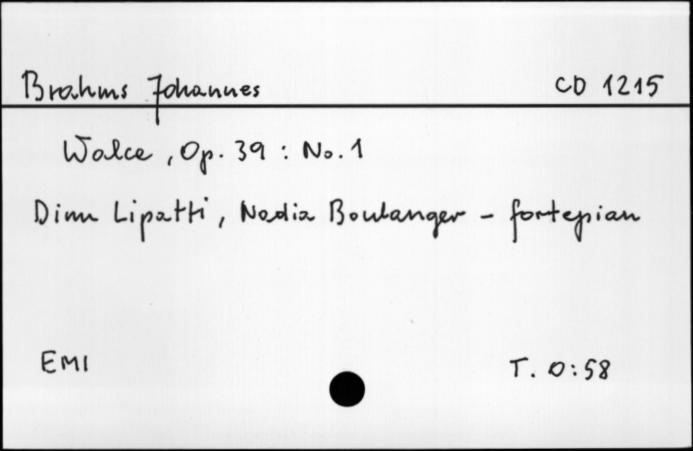 Brahms Johannes CD 1215
Walce, Op. 39 : No. 1
Dinu Lipatti, Nadia Boulanger - fortepian
EMI T. 0:58